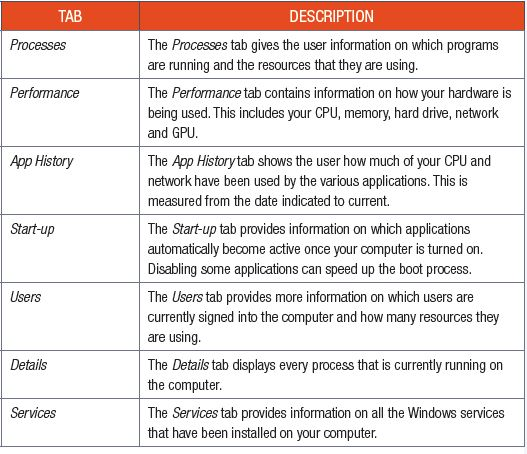 TAB DESCRIPTION
Processes The Processes tab gives the user information on which programs
are running and the resources that they are using.
Performance The Performance tab contains information on how your hardware is
being used. This includes your CPU, memory, hard drive, network
and GPU.
App History The App History tab shows the user how much of your CPU and
network have been used by the various applications. This is
measured from the date indicated to current.
Start-up The Start-up tab provides information on which applications
automatically become active once your computer is turned on.
Disabling some applications can speed up the boot process.
Users The Users tab provides more information on which users are
currently signed into the computer and how many resources they
are using.
Details The Details tab displays every process that is currently running on
the computer.
Services The Services tab provides information on all the Windows services
that have been installed on your computer.